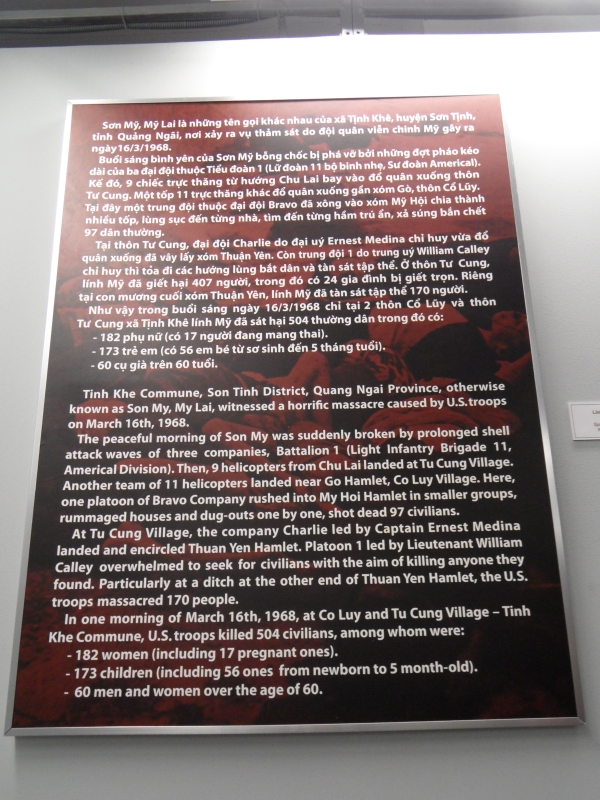 Sơn Mỹ, Mỹ Lai là những tên gọi khác nhau của xã Tịnh Khê, huyện Sơn Tịnh,
tỉnh Quảng Ngãi, nơi xảy ra vụ thảm sát do đội quân viễn chinh Mỹ gây ra
ngày 16/3/1968.
Buổi sáng bình yên của Sơn Mỹ bỗng chốc bị phá vỡ bởi những đợt pháo kéo
dài của ba đại đội thuộc Tiểu đoàn 1 (Lữ đoàn 11 bộ binh nhẹ, Sư đoàn Americal).
Kế đó, 9 chiếc trực thăng từ hướng Chu Lai bay vào đổ quân xuống thôn
Tư Cung. Một tốp 11 trực thăng khác đổ quân xuống gần xóm Gò, thôn Cổ Lũy.
Tại đây một trung đội thuộc đại đội Bravo đã xông vào xóm Mỹ Hội chia thành
nhiều tốp, lùng sục đến từng nhà, tìm đến từng hầm trú ẩn, xả súng bắn chết
97 dân thường.
Tại thôn Tư Cung, đại đội Charlie do đại uý Ernest Medina chỉ huy vừa đổ
quân xuống đã vây lấy xóm Thuận Yên. Còn trung đội 1 do trung uý William Calley
chỉ huy thì tỏa đi các hướng lùng bắt dân và tàn sát tập thể. Ở thôn Tư Cung,
lính Mỹ đã giết hại 407 người, trong đó có 24 gia đình bị giết trọn. Riêng
tại con mương cuối xóm Thuận Yên, lính Mỹ đã tàn sát tập thể 170 người.
Như vậy trong buổi sáng ngày 16/3/1968 chỉ tại 2 thôn Cổ Lũy và thôn
Tư Cung xã Tịnh Khê lính Mỹ đã sát hại 504 thường dân trong đó có:
- 182 phụ nữ (có 17 người đang mang thai).
- 173 trẻ em (có 56 em bé từ sơ sinh đến 5 tháng tuổi).
- 60 cụ già trên 60 tuổi.
Tinh Khe Commune, Son Tinh District, Quang Ngai Province, otherwise
known as Son My, My Lai, witnessed a horrific massacre caused by U.S. troops
on March 16th, 1968.
The peaceful morning of Son My was suddenly broken by prolonged shell
attack waves of three companies, Battalion 1 (Light Infantry Brigade 11,
Americal Division). Then, 9 helicopters from Chu Lai landed at Tu Cung Village.
Another team of 11 helicopters landed near Go Hamlet, Co Luy Village. Here,
one platoon of Bravo Company rushed into My Hoi Hamlet in smaller groups,
rummaged houses and dug-outs one by one, shot dead 97 civilians.
At Tu Cung Village, the company Charlie led by Captain Ernest Medina
landed and encircled Thuan Yen Hamlet. Platoon 1 led by Lieutenant William
Calley overwhelmed to seek for civilians with the aim of killing anyone they
found. Particularly at a ditch at the other end of Thuan Yen Hamlet, the U.S.
troops massacred 170 people.
In one morning of March 16th, 1968, at Co Luy and Tu Cung Village – Tinh
Khe Commune, U.S. troops killed 504 civilians, among whom were:
- 182 women (including 17 pregnant ones).
- 173 children (including 56 ones from newborn to 5 month-old).
- 60 men and women over the age of 60.